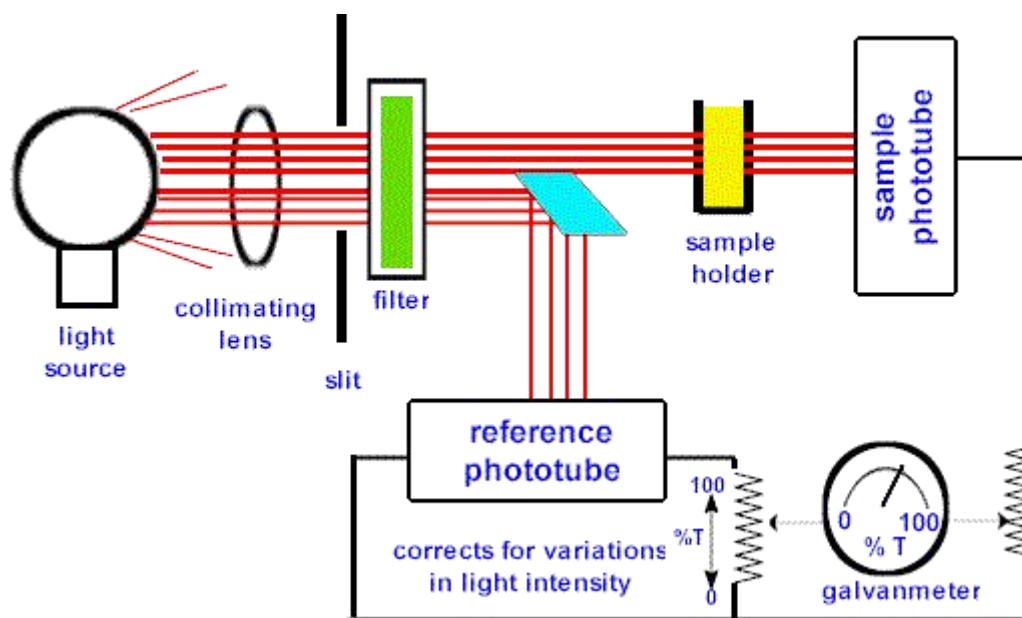 light
source
collimating
lens
slit
filter
sample
holder
sample
phototube
reference
phototube
corrects for variations
in light intensity
100
%T
0
0 100
% T
galvanmeter